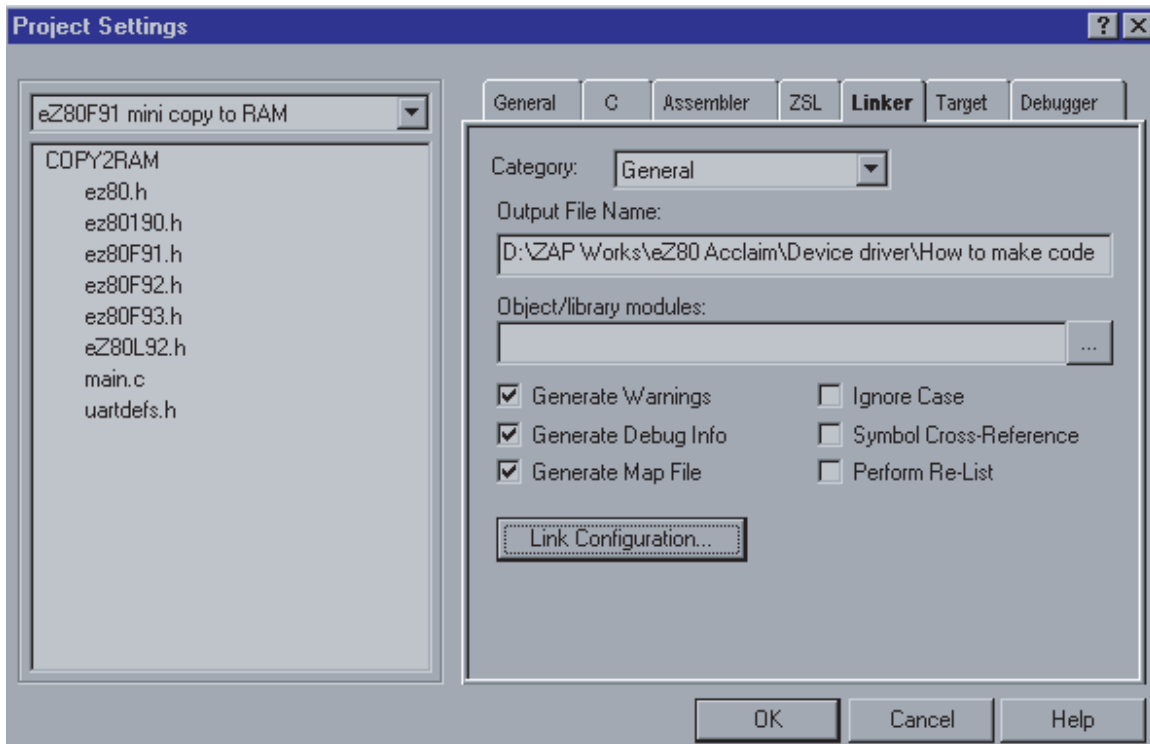 Project Settings
? X
eZ80F91 mini copy to RAM
COPY2RAM
ez80.h
ez80190.h
ez80F91.h
ez80F92.h
ez80F93.h
eZ80L92.h
main.c
uartdefs.h
General C Assembler ZSL Linker Target Debugger
Category: General
Output File Name:
D:\ZAP Works\eZ80 Acclaim\Device driver\How to make code
Object/library modules:
...
Generate Warnings Ignore Case
Generate Debug Info Symbol Cross-Reference
Generate Map File Perform Re-List
Link Configuration...
OK Cancel Help